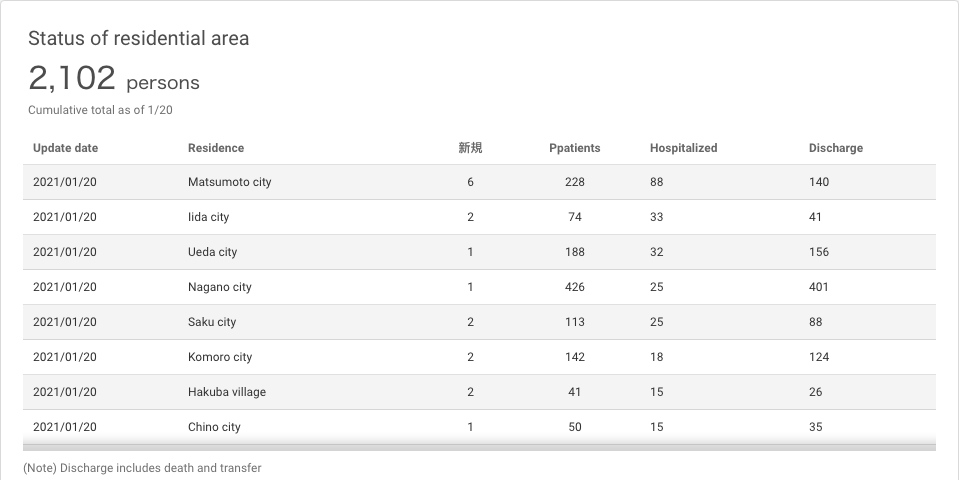 Status of residential area
2,102 persons
Cumulative total as of 1/20
Update date Residence 新規 Ppatients Hospitalized Discharge
2021/01/20 Matsumoto city 6 228 88 140
2021/01/20 Iida city 2 74 33 41
2021/01/20 Ueda city 1 188 32 156
2021/01/20 Nagano city 1 426 25 401
2021/01/20 Saku city 2 113 25 88
2021/01/20 Komoro city 2 142 18 124
2021/01/20 Hakuba village 2 41 15 26
2021/01/20 Chino city 1 50 15 35
(Note) Discharge includes death and transfer